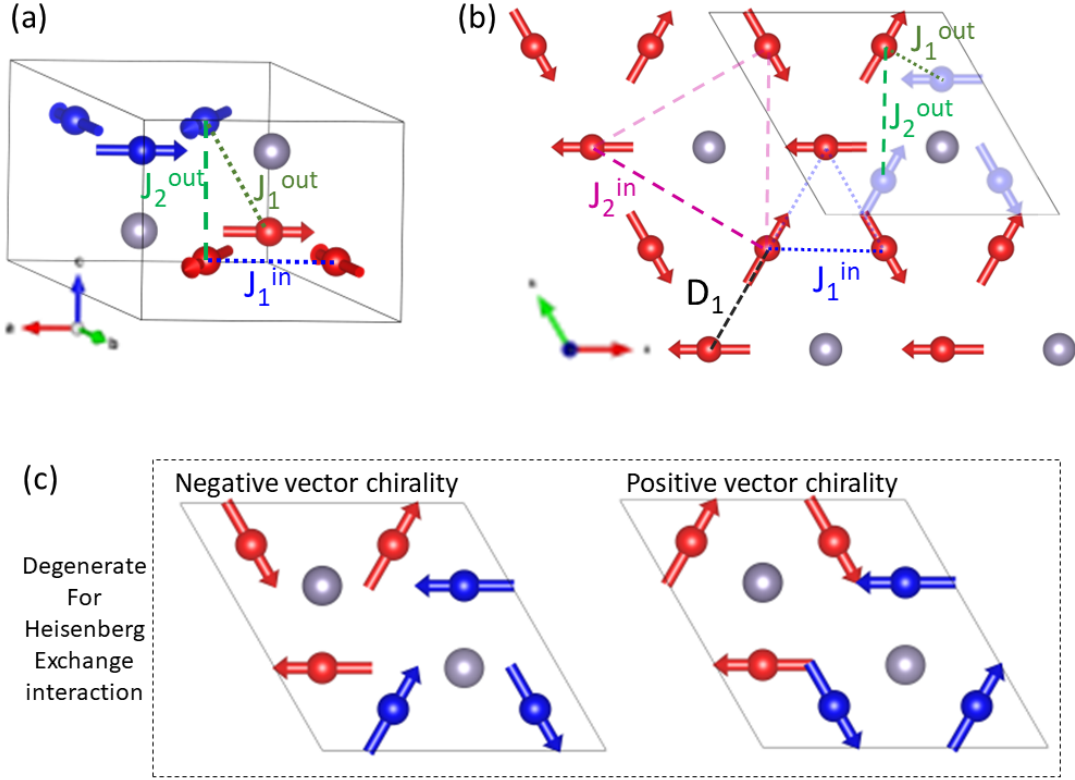 (a)
J₂ᵒᵘᵗ
J₁ᵒᵘᵗ
J₁ⁱⁿ
c
a
b
(b)
J₁ᵒᵘᵗ
J₂ᵒᵘᵗ
J₂ⁱⁿ
J₁ⁱⁿ
D₁
(c)
Negative vector chirality
Positive vector chirality
Degenerate
For
Heisenberg
Exchange
interaction